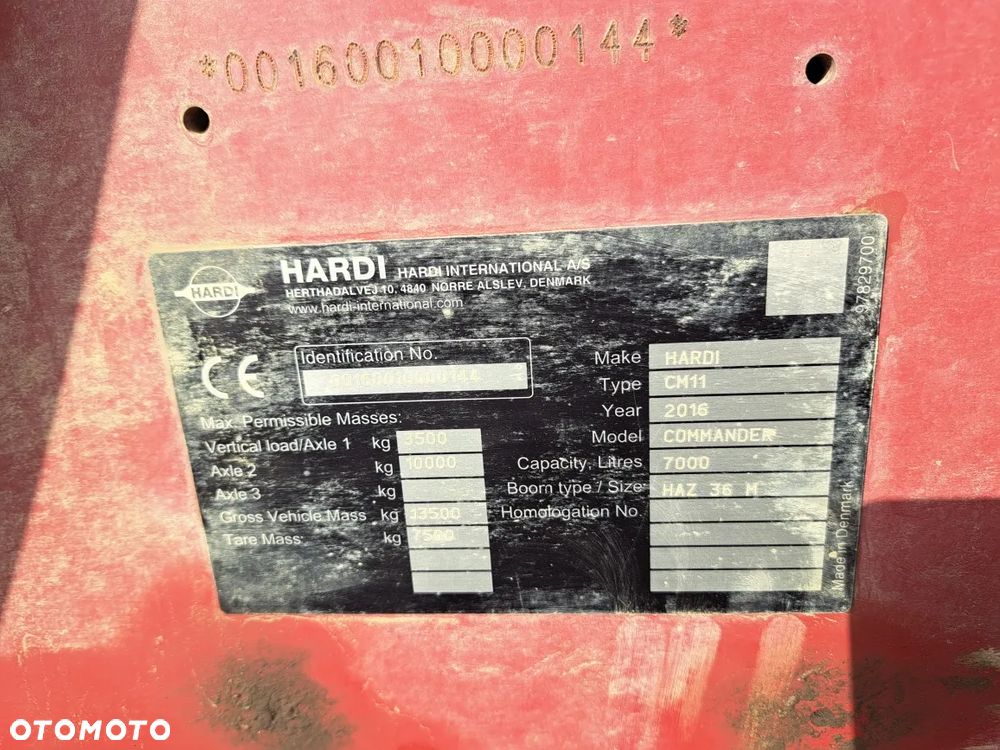 *00160010000144*
HARDI
HARDI HARDI INTERNATIONAL A/S
HERTHADALVEJ 10, 4840 NØRRE ALSLEV, DENMARK
www.hardi-international.com
97829700
CE
Identification No.
00160010000144
Max. Permissible Masses:
Vertical load/Axle 1 kg 3500
Axle 2 kg 10000
Axle 3 kg
Gross Vehicle Mass kg 13500
Tare Mass: kg 7500
Make HARDI
Type CM11
Year 2016
Model COMMANDER
Capacity, Litres 7000
Boom type / Size HAZ 36 M
Homologation No.
Made in Denmark
OTOMOTO